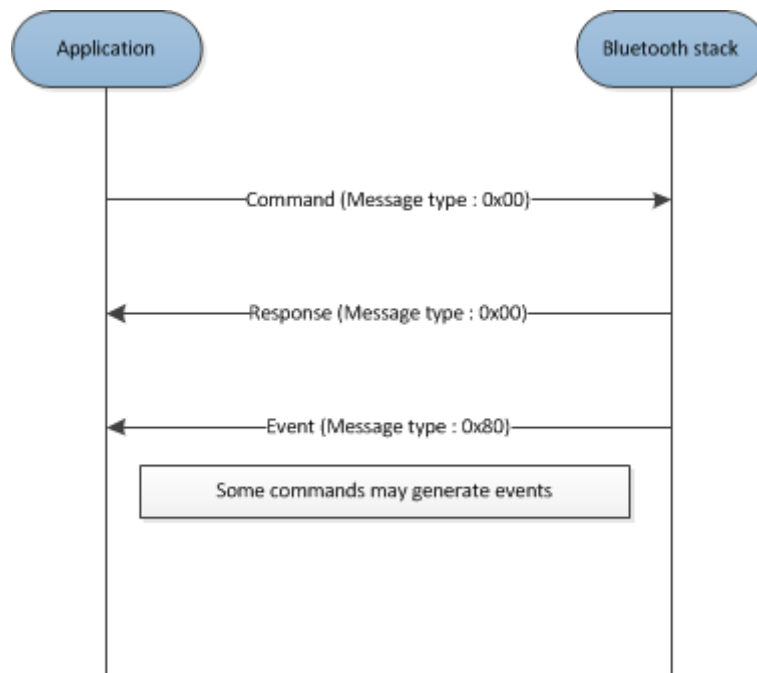 Application
Bluetooth stack
Command (Message type : 0x00)
Response (Message type : 0x00)
Event (Message type : 0x80)
Some commands may generate events